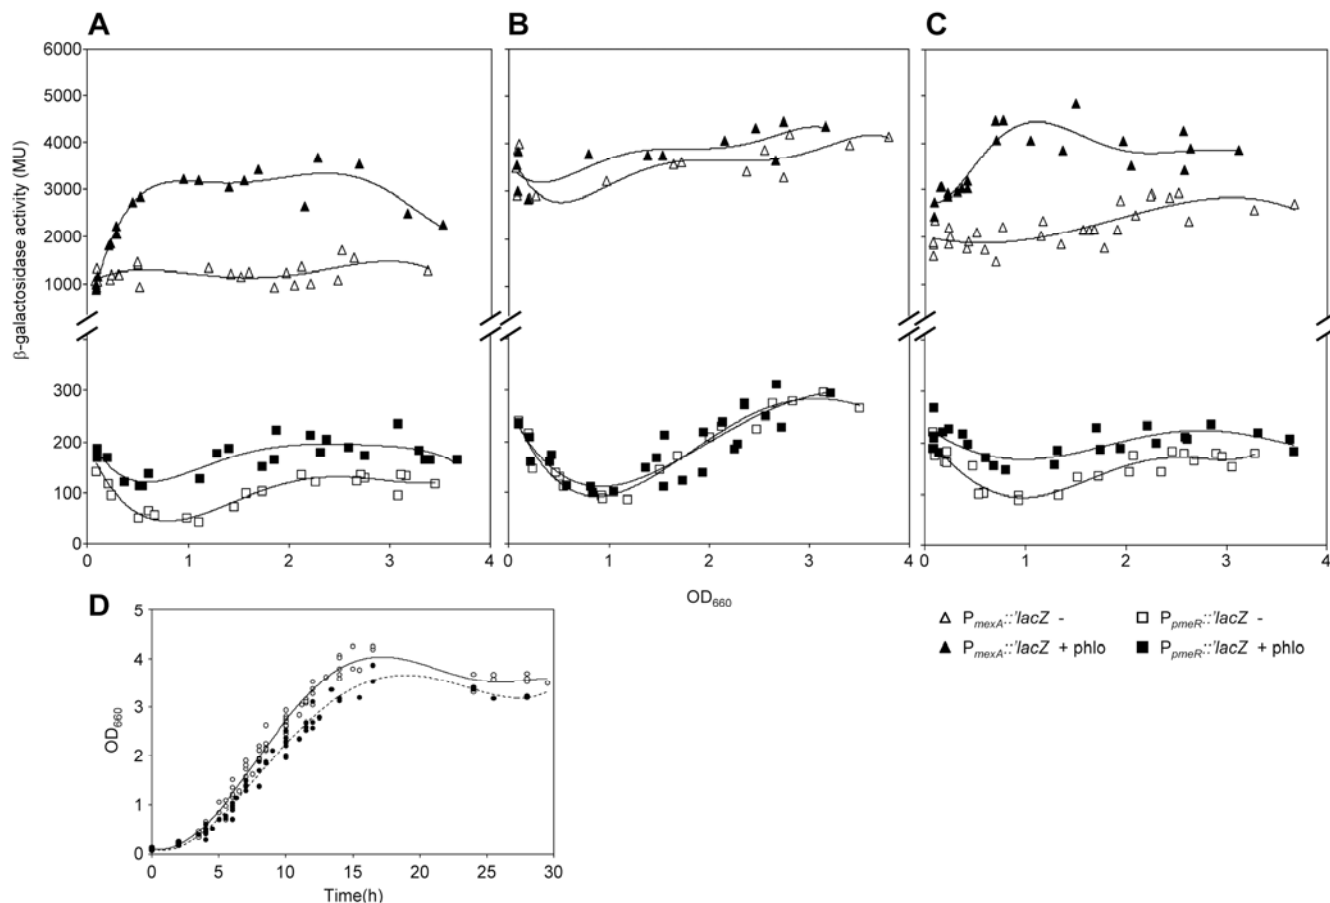 A
B
C
6000
5000
4000
3000
2000
1000
300
200
100
0
β-galactosidase activity (MU)
0 1 2 3 4
0 1 2 3 4
0 1 2 3 4
OD660
D
5
4
3
2
1
0
OD660
0 5 10 15 20 25 30
Time(h)
△ PmexA::'lacZ - □ PpmeR::'lacZ -
▲ PmexA::'lacZ + phlo ■ PpmeR::'lacZ + phlo